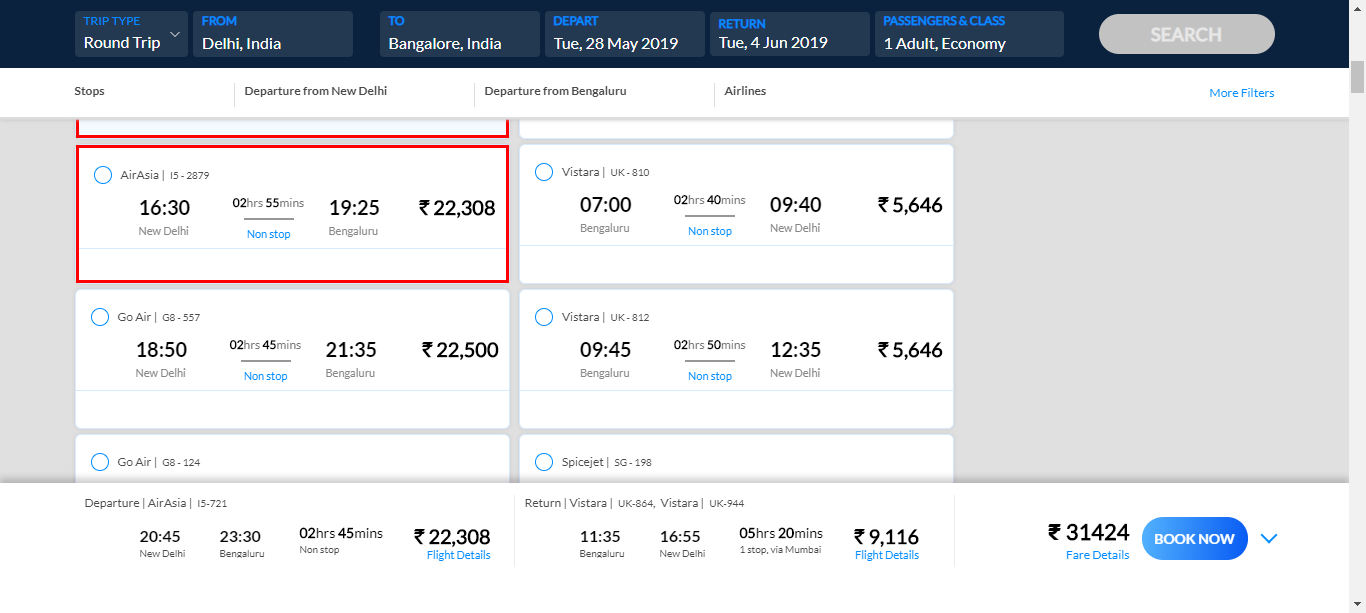 TRIP TYPE
Round Trip
FROM
Delhi, India
TO
Bangalore, India
DEPART
Tue, 28 May 2019
RETURN
Tue, 4 Jun 2019
PASSENGERS & CLASS
1 Adult, Economy
SEARCH
Stops
Departure from New Delhi
Departure from Bengaluru
Airlines
More Filters
AirAsia | I5 - 2879
16:30 02hrs 55mins 19:25 ₹ 22,308
New Delhi Non stop Bengaluru
Vistara | UK - 810
07:00 02hrs 40mins 09:40 ₹ 5,646
Bengaluru Non stop New Delhi
Go Air | G8 - 557
18:50 02hrs 45mins 21:35 ₹ 22,500
New Delhi Non stop Bengaluru
Vistara | UK - 812
09:45 02hrs 50mins 12:35 ₹ 5,646
Bengaluru Non stop New Delhi
Go Air | G8 - 124
Spicejet | SG - 198
Departure | AirAsia | I5-721
20:45 23:30 02hrs 45mins ₹ 22,308
New Delhi Bengaluru Non stop Flight Details
Return | Vistara | UK-864, Vistara | UK-944
11:35 16:55 05hrs 20mins ₹ 9,116
Bengaluru New Delhi 1 stop, via Mumbai Flight Details
₹ 31424
Fare Details
BOOK NOW